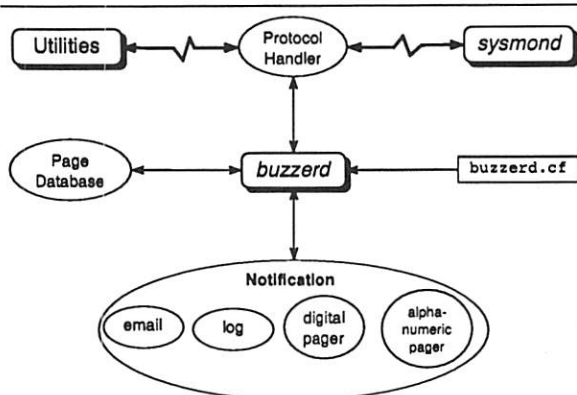 Utilities
Protocol
Handler
sysmond
Page
Database
buzzerd
buzzerd.cf
Notification
email
log
digital
pager
alpha-
numeric
pager